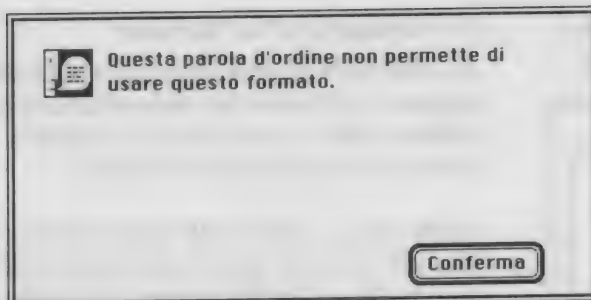 Questa parola d'ordine non permette di
usare questo formato.
Conferma